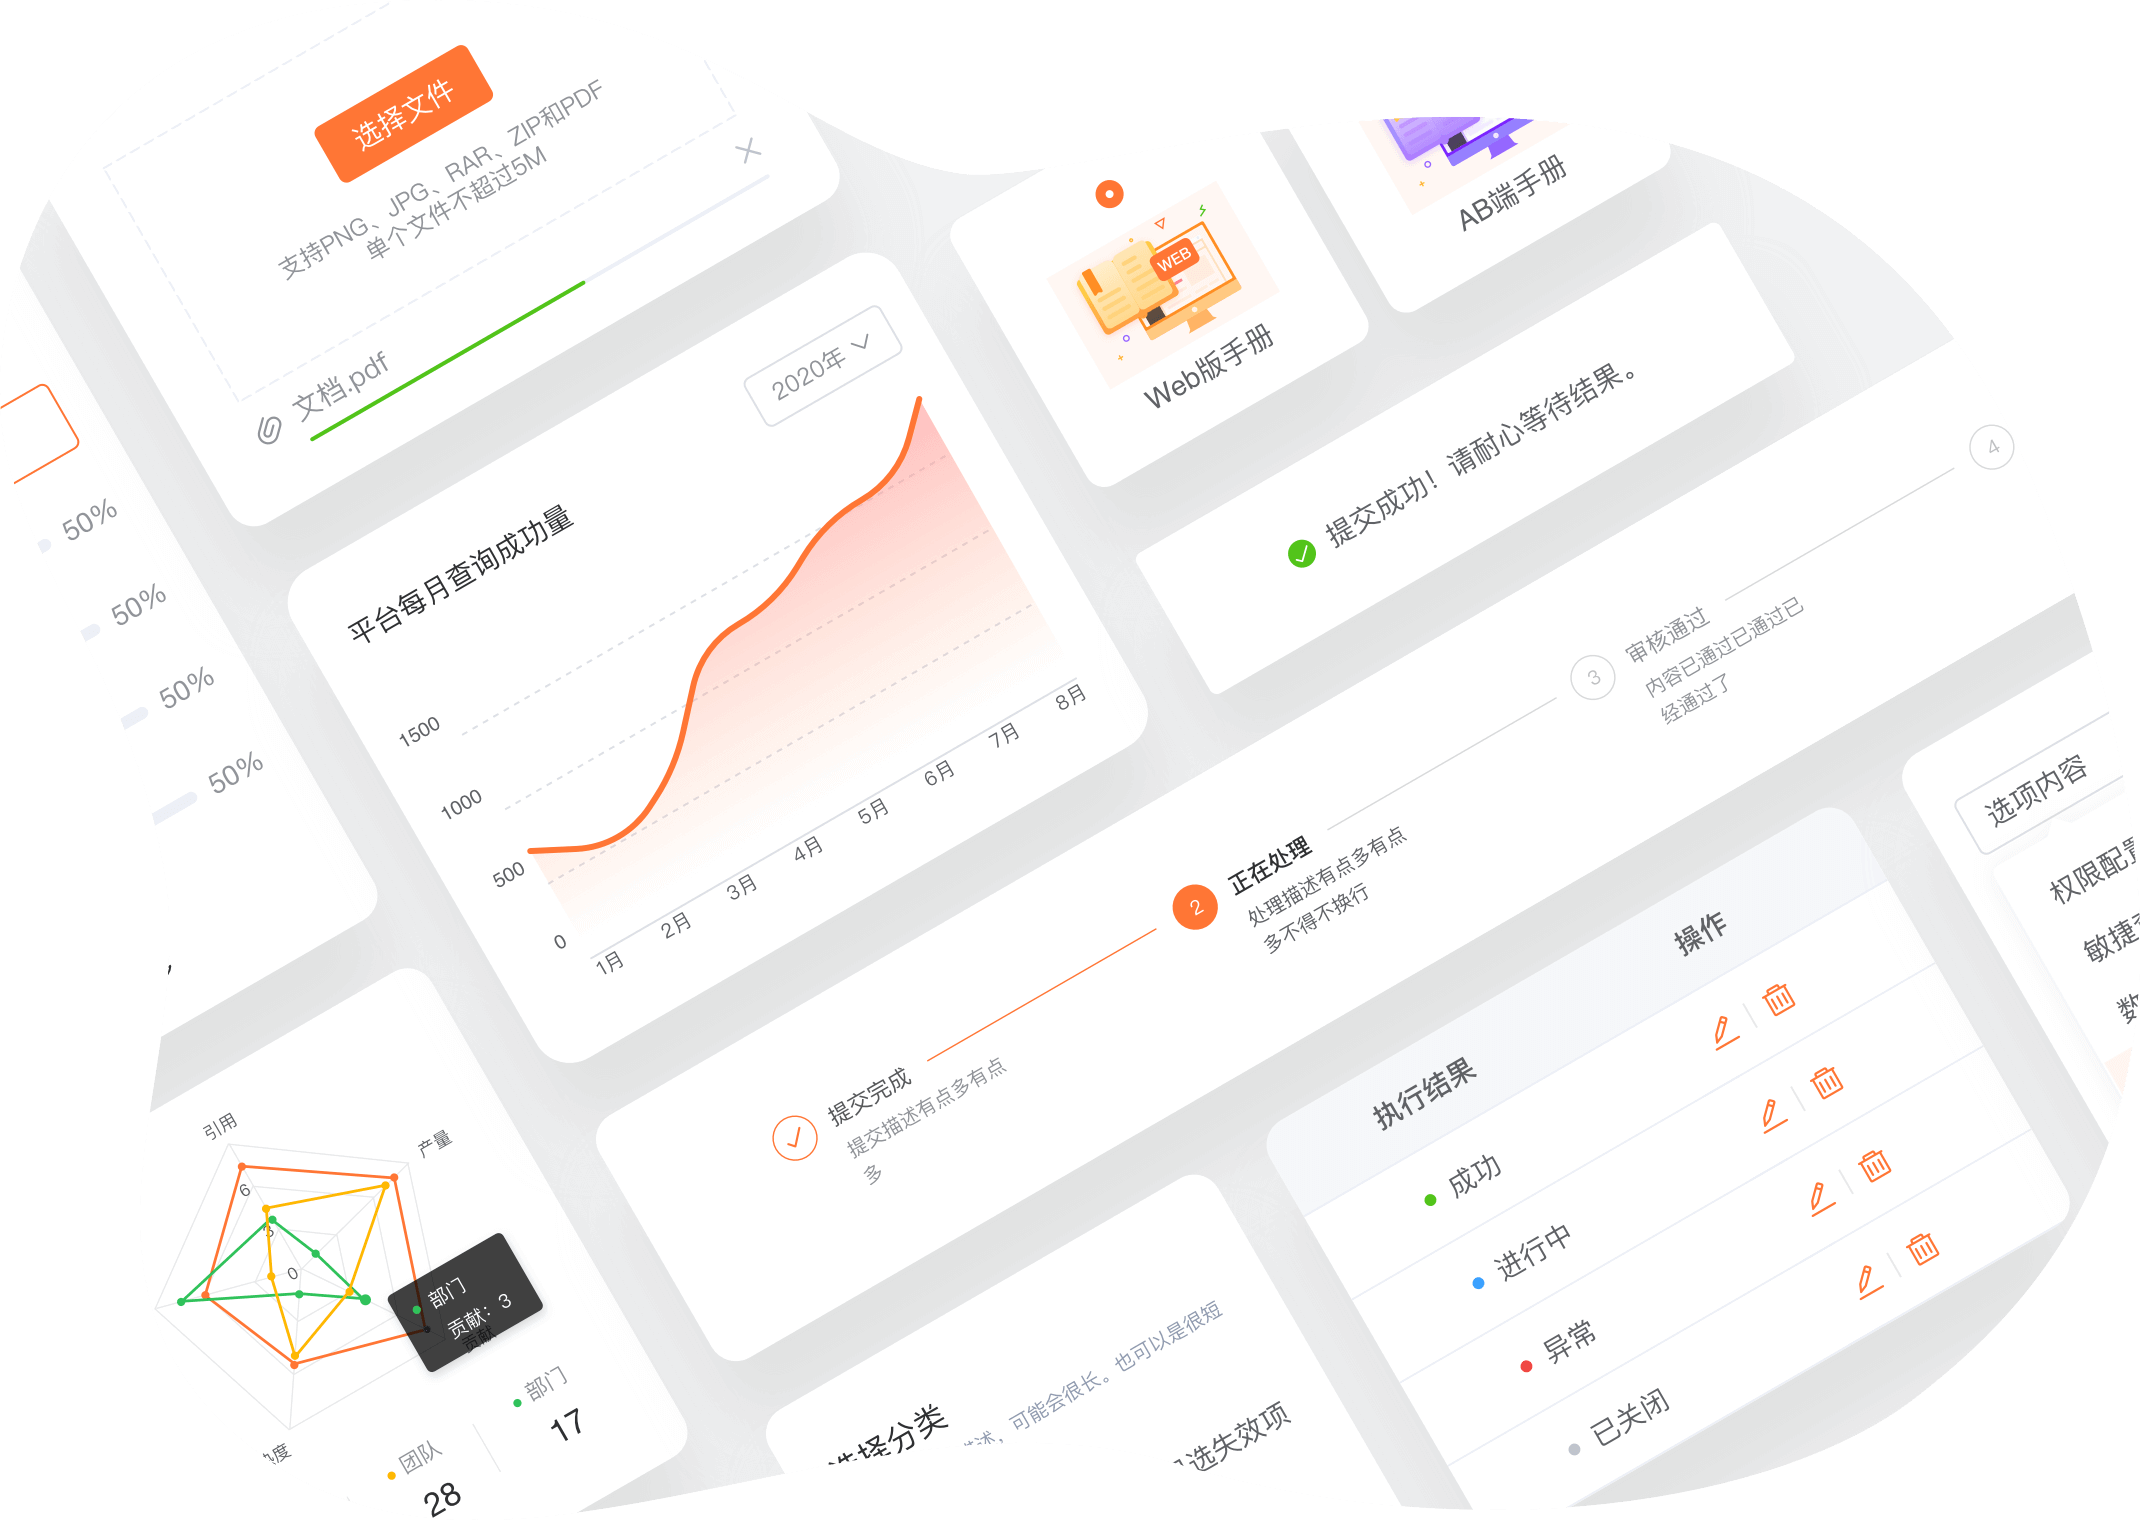 选择文件
支持PNG、JPG、RAR、ZIP和PDF
单个文件不超过5M
文档.pdf
50%
50%
50%
50%
平台每月查询成功量
2020年
1500
1000
500
0
1月
2月
3月
4月
5月
6月
7月
8月
WEB
Web版手册
AB端手册
提交成功！请耐心等待结果。
提交完成
提交描述有点多有点
多
2
正在处理
处理描述有点多有点
多不得不换行
3
审核通过
内容已通过已通过已
经通过了
4
引用
产量
6
3
0
部门
贡献：3
贡献
度
部门
17
团队
28
选择分类
述，可能会很长。也可以是很短
选失效项
执行结果
操作
成功
进行中
异常
已关闭
选项内容
权限配置
敏捷
数